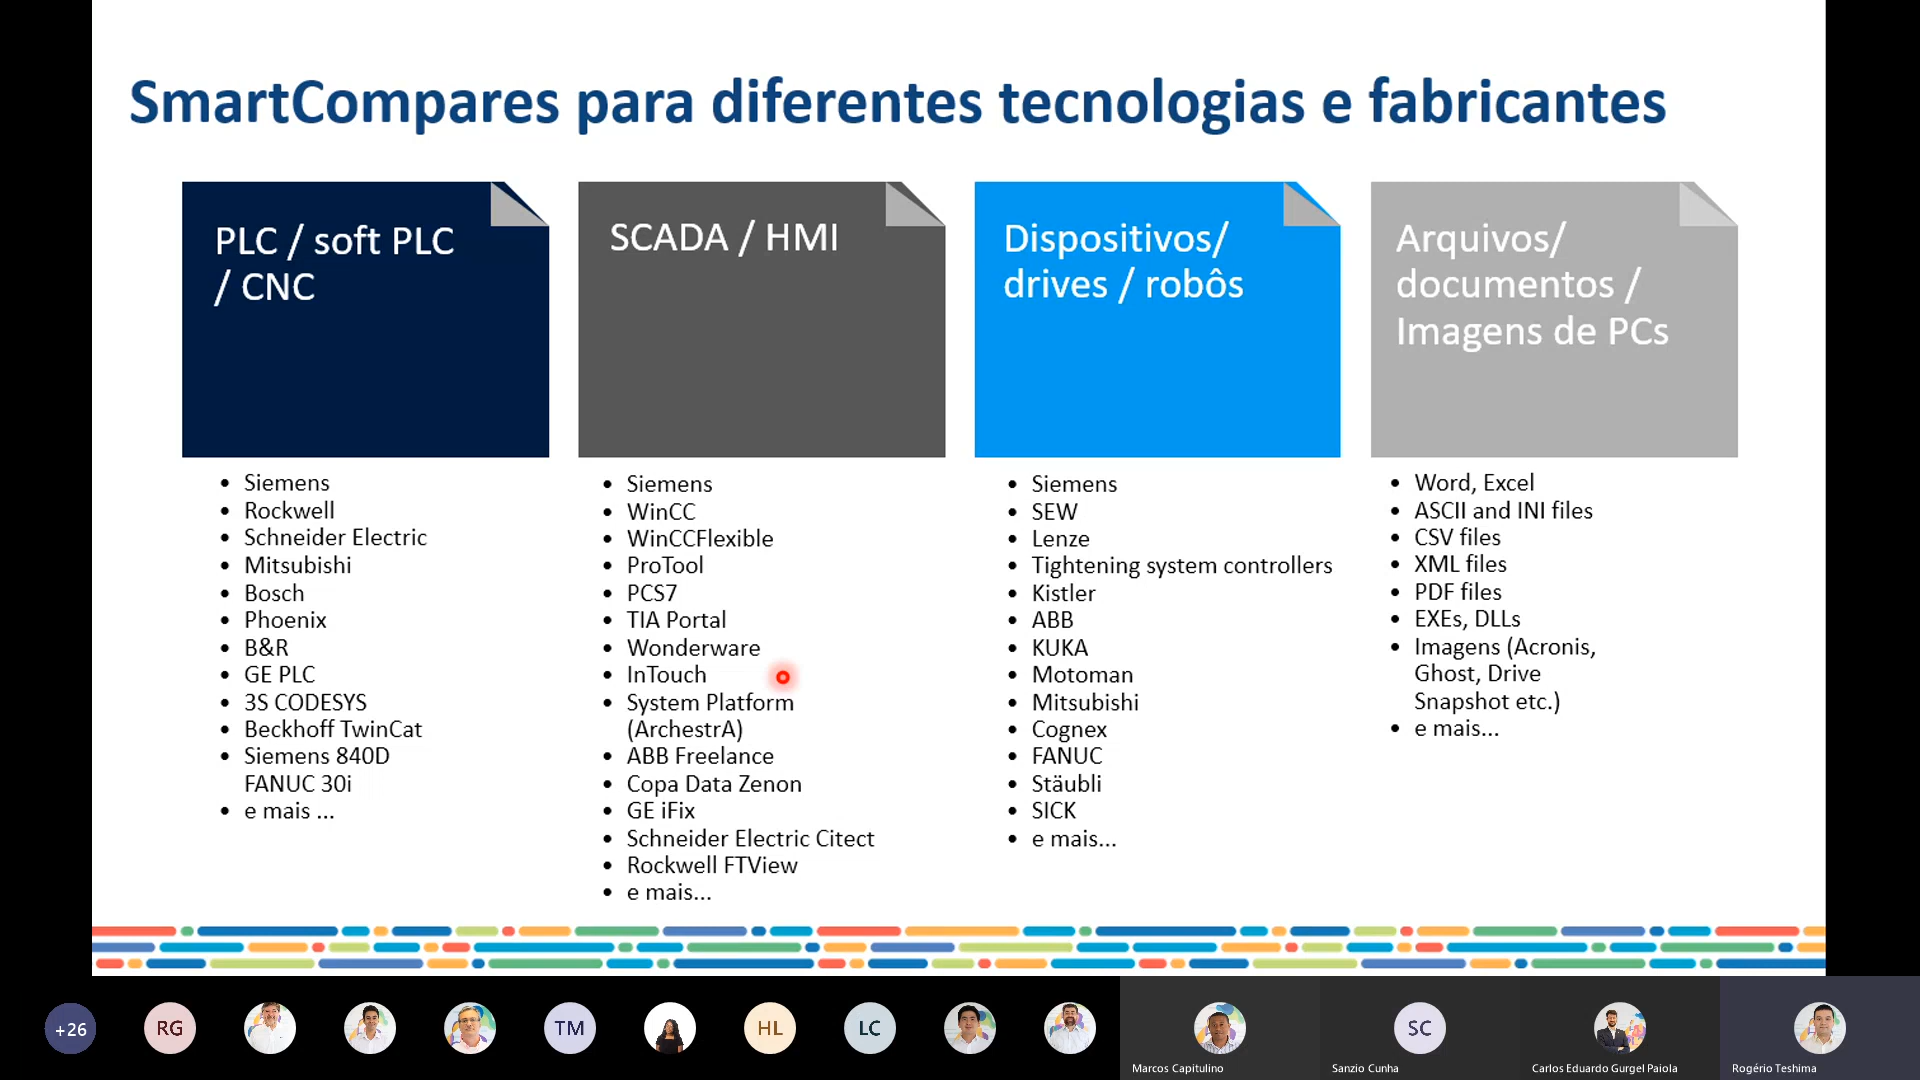 SmartCompares para diferentes tecnologias e fabricantes
PLC / soft PLC
/ CNC
• Siemens
• Rockwell
• Schneider Electric
• Mitsubishi
• Bosch
• Phoenix
• B&R
• GE PLC
• 3S CODESYS
• Beckhoff TwinCat
• Siemens 840D
FANUC 30i
• e mais ...
SCADA / HMI
• Siemens
• WinCC
• WinCCFlexible
• ProTool
• PCS7
• TIA Portal
• Wonderware
• InTouch
• System Platform
(ArchestrA)
• ABB Freelance
• Copa Data Zenon
• GE iFix
• Schneider Electric Citect
• Rockwell FTView
• e mais...
Dispositivos/
drives / robôs
• Siemens
• SEW
• Lenze
• Tightening system controllers
• Kistler
• ABB
• KUKA
• Motoman
• Mitsubishi
• Cognex
• FANUC
• Stäubli
• SICK
• e mais...
Arquivos/
documentos /
Imagens de PCs
• Word, Excel
• ASCII and INI files
• CSV files
• XML files
• PDF files
• EXEs, DLLs
• Imagens (Acronis,
Ghost, Drive
Snapshot etc.)
• e mais...
+26
RG
TM
HL
LC
SC
Marcos Capitulino
Sanzio Cunha
Carlos Eduardo Gurgel Paiola
Rogério Teshima